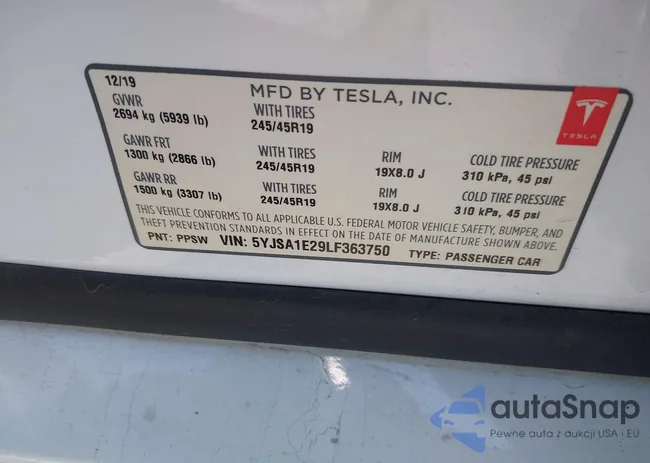 12/19
MFD BY TESLA, INC.
TESLA
GVWR
2694 kg (5939 lb)
WITH TIRES
245/45R19
GAWR FRT
1300 kg (2866 lb)
WITH TIRES
245/45R19
RIM
19X8.0 J
COLD TIRE PRESSURE
310 kPa, 45 psi
GAWR RR
1500 kg (3307 lb)
WITH TIRES
245/45R19
RIM
19X8.0 J
COLD TIRE PRESSURE
310 kPa, 45 psi
THIS VEHICLE CONFORMS TO ALL APPLICABLE U.S. FEDERAL MOTOR VEHICLE SAFETY, BUMPER, AND
THEFT PREVENTION STANDARDS IN EFFECT ON THE DATE OF MANUFACTURE SHOWN ABOVE.
PNT: PPSW VIN: 5YJSA1E29LF363750 TYPE: PASSENGER CAR
autaSnap
Pewne auta z aukcji USA i EU